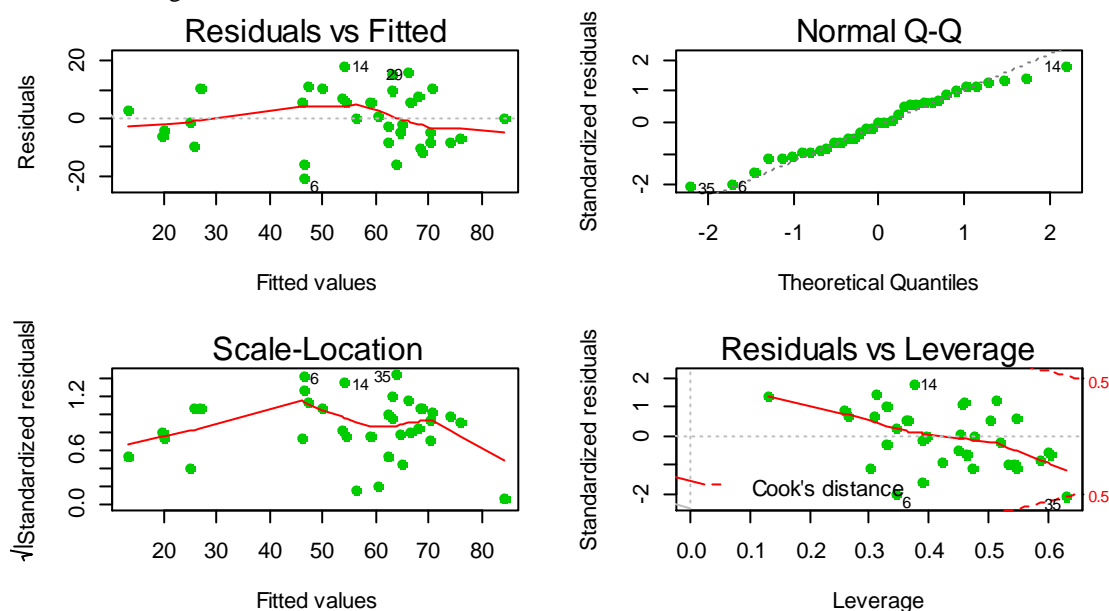 Residuals vs Fitted
Residuals
20
0
-20
14
29
6
20 30 40 50 60 70 80
Fitted values
Normal Q-Q
Standardized residuals
2
1
0
-2
14
35
6
-2 -1 0 1 2
Theoretical Quantiles
Scale-Location
√|Standardized residuals|
1.2
0.6
0.0
6
14
35
20 30 40 50 60 70 80
Fitted values
Residuals vs Leverage
Standardized residuals
2
1
0
-2
14
0.5
Cook's distance
6
35
0.5
0.0 0.1 0.2 0.3 0.4 0.5 0.6
Leverage